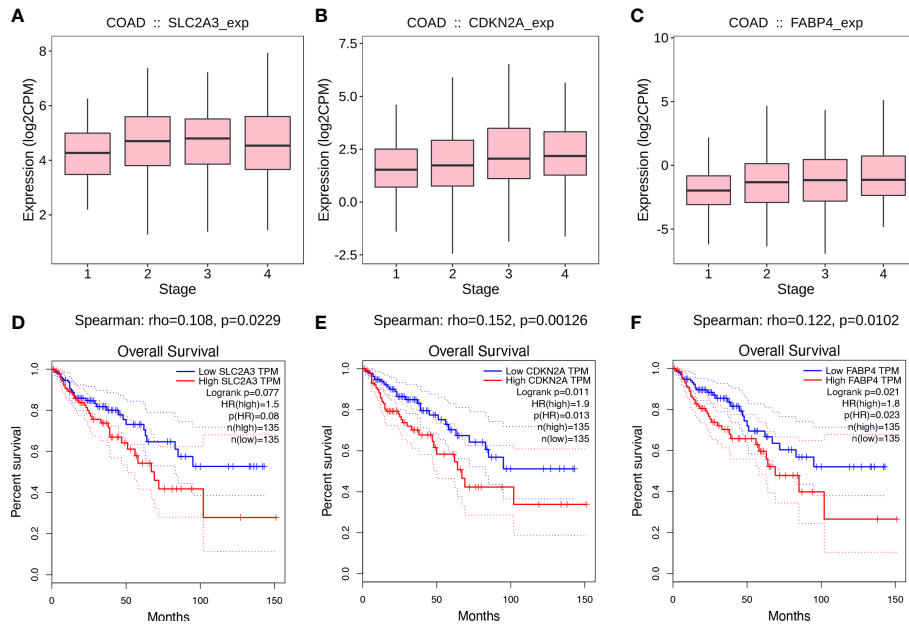 A
COAD :: SLC2A3_exp
Expression (log2CPM)
8
6
4
2
1 2 3 4
Stage
Spearman: rho=0.108, p=0.0229
B
COAD :: CDKN2A_exp
Expression (log2CPM)
7.5
5.0
2.5
0.0
-2.5
1 2 3 4
Stage
Spearman: rho=0.152, p=0.00126
C
COAD :: FABP4_exp
Expression (log2CPM)
10
5
0
-5
1 2 3 4
Stage
Spearman: rho=0.122, p=0.0102
D
Overall Survival
Low SLC2A3 TPM
High SLC2A3 TPM
Logrank p=0.077
HR(high)=1.5
p(HR)=0.08
n(high)=135
n(low)=135
Percent survival
1.0
0.8
0.6
0.4
0.2
0.0
0 50 100 150
Months
E
Overall Survival
Low CDKN2A TPM
High CDKN2A TPM
Logrank p=0.011
HR(high)=1.9
p(HR)=0.013
n(high)=135
n(low)=135
Percent survival
1.0
0.8
0.6
0.4
0.2
0.0
0 50 100 150
Months
F
Overall Survival
Low FABP4 TPM
High FABP4 TPM
Logrank p=0.021
HR(high)=1.8
p(HR)=0.023
n(high)=135
n(low)=135
Percent survival
1.0
0.8
0.6
0.4
0.2
0.0
0 50 100 150
Months